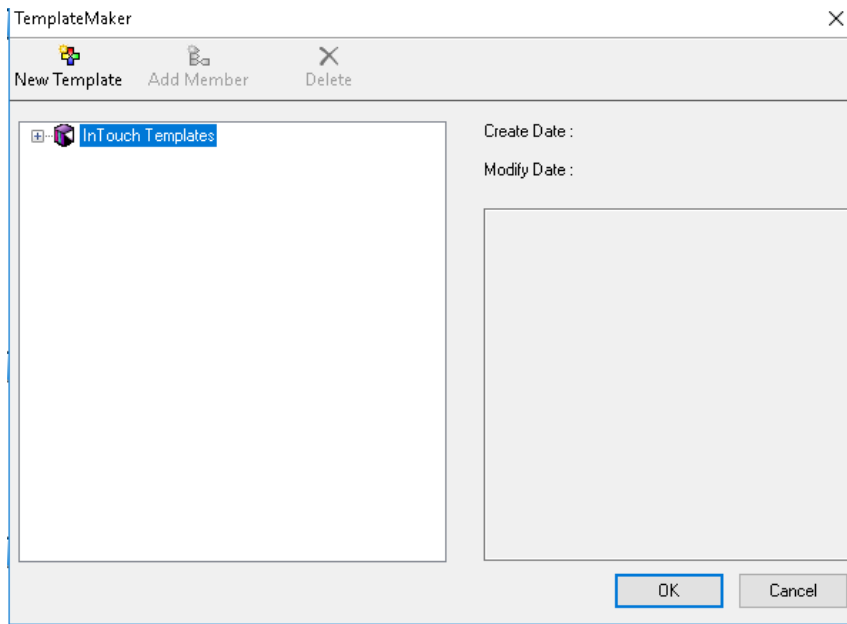 TemplateMaker
New Template Add Member Delete
InTouch Templates
Create Date :
Modify Date :
OK Cancel